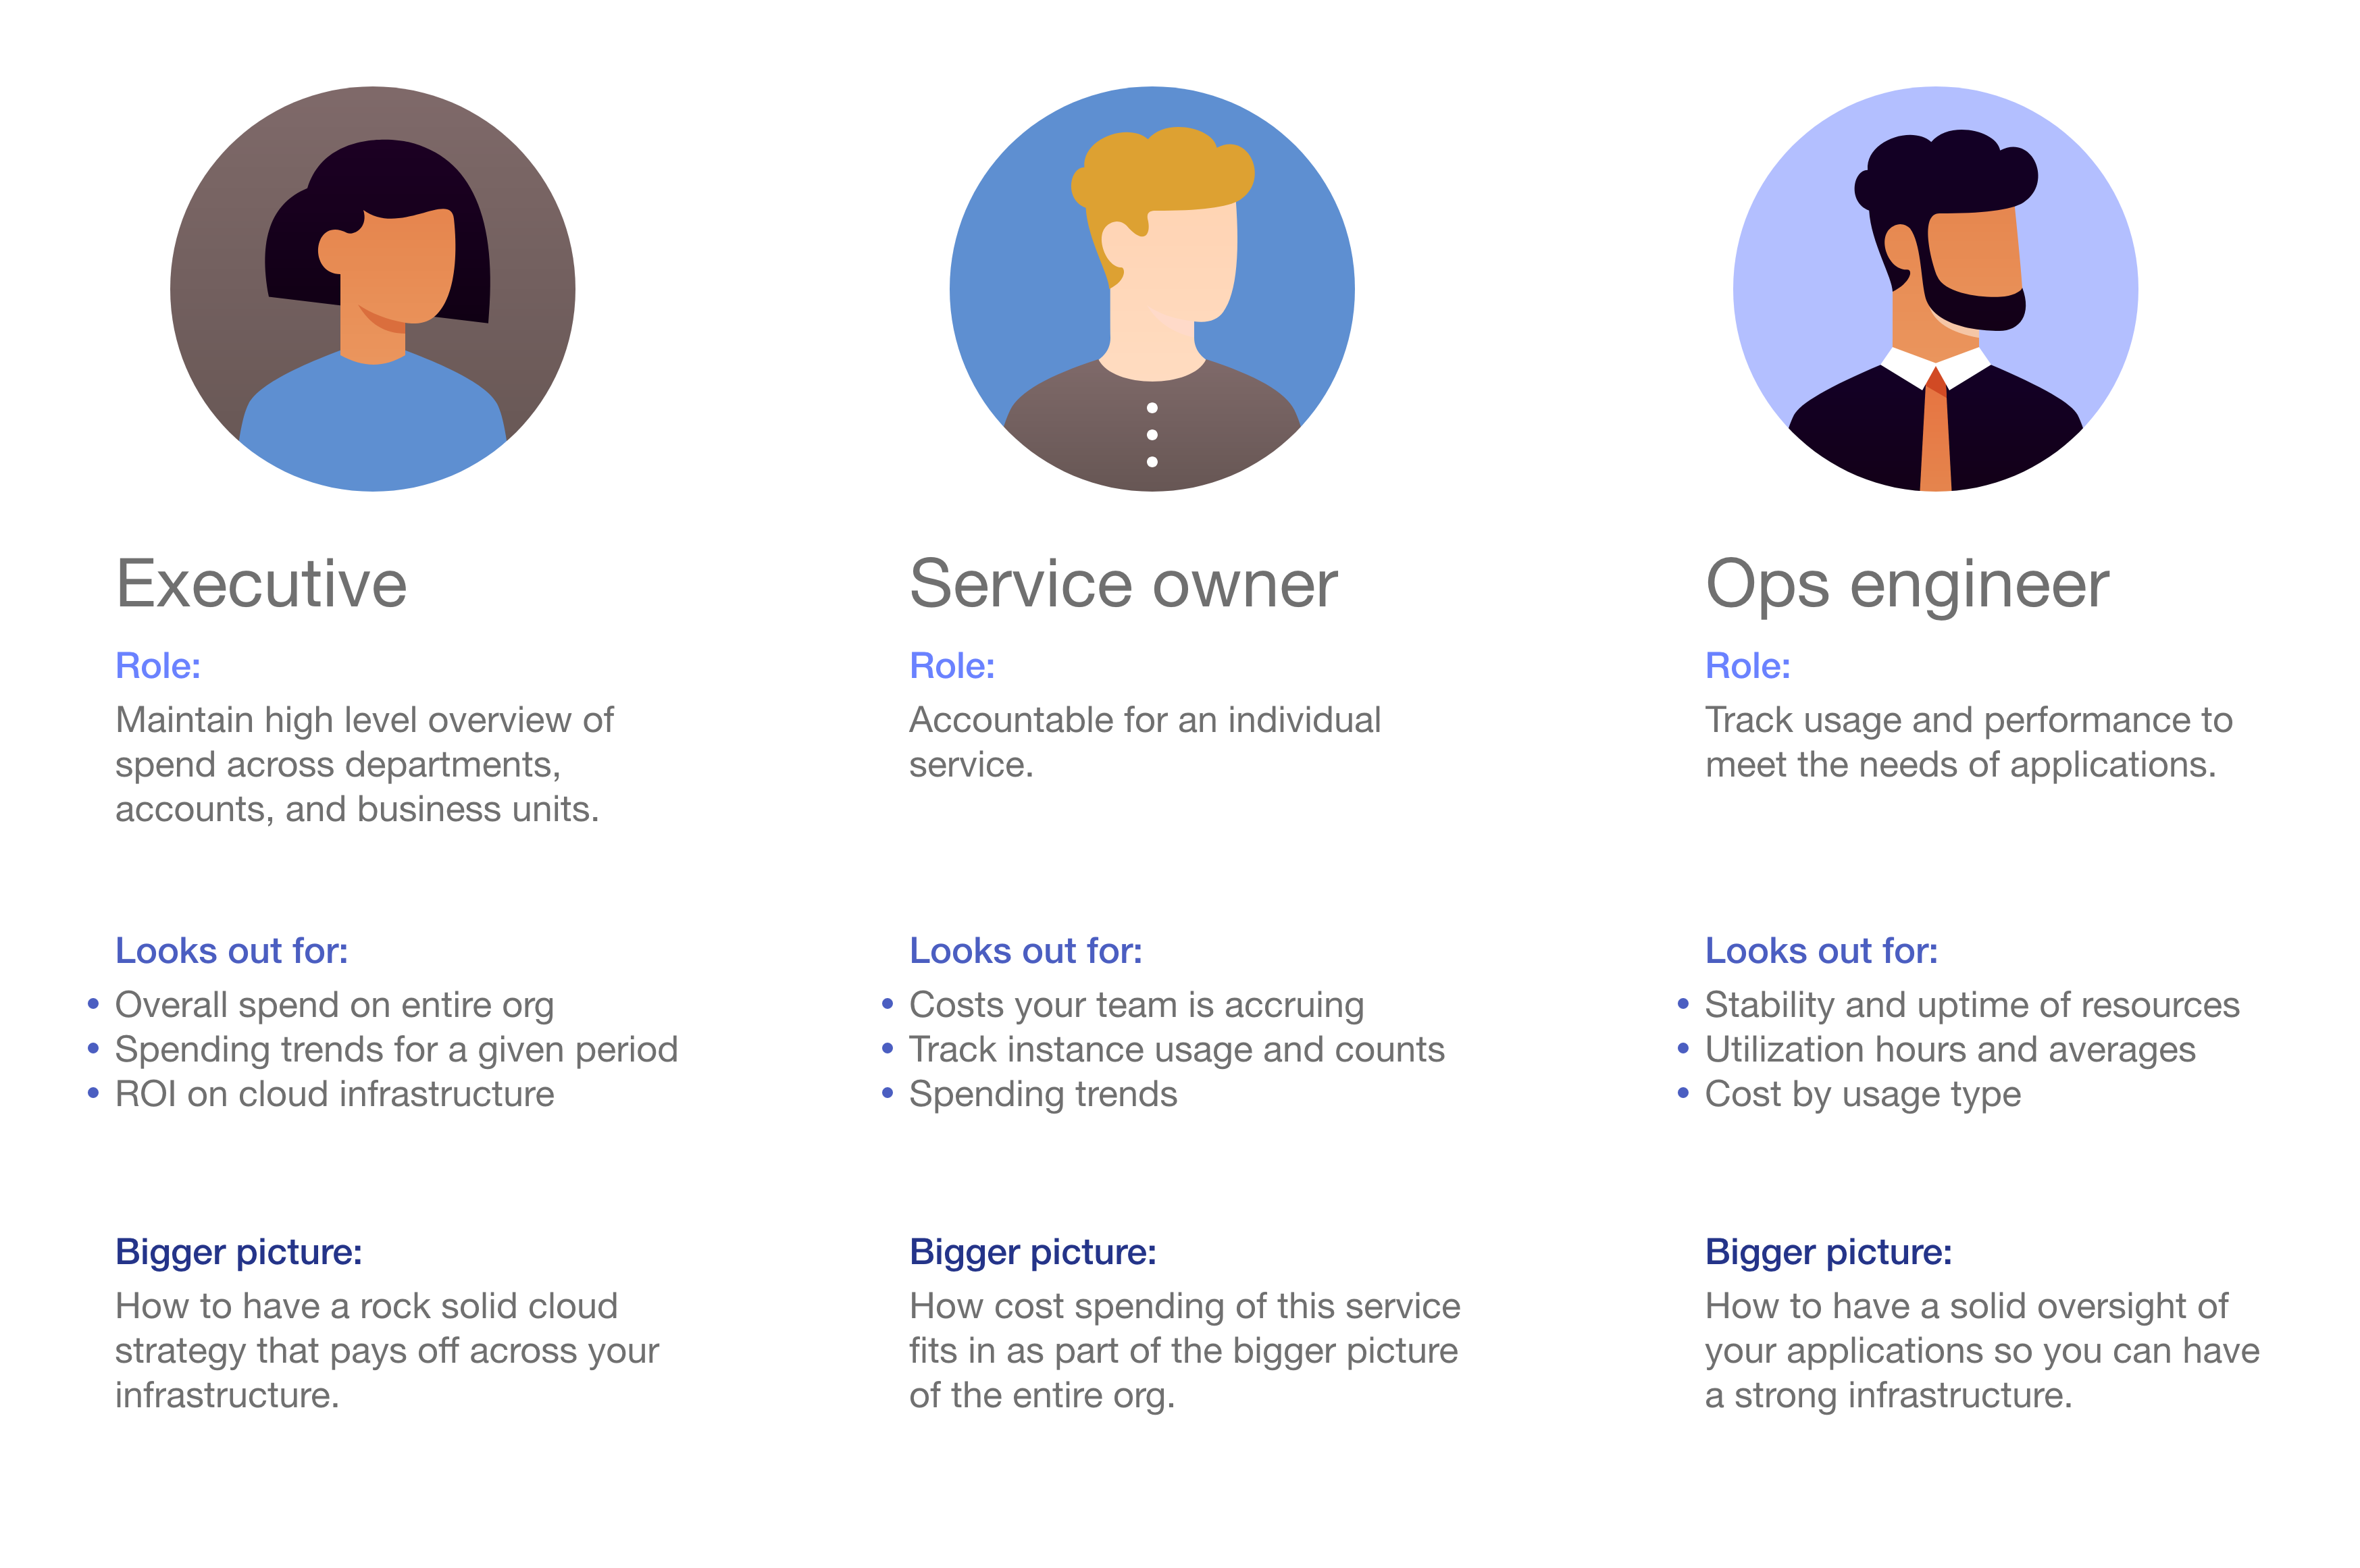 Executive
Role:
Maintain high level overview of
spend across departments,
accounts, and business units.
Looks out for:
• Overall spend on entire org
• Spending trends for a given period
• ROI on cloud infrastructure
Bigger picture:
How to have a rock solid cloud
strategy that pays off across your
infrastructure.
Service owner
Role:
Accountable for an individual
service.
Looks out for:
• Costs your team is accruing
• Track instance usage and counts
• Spending trends
Bigger picture:
How cost spending of this service
fits in as part of the bigger picture
of the entire org.
Ops engineer
Role:
Track usage and performance to
meet the needs of applications.
Looks out for:
• Stability and uptime of resources
• Utilization hours and averages
• Cost by usage type
Bigger picture:
How to have a solid oversight of
your applications so you can have
a strong infrastructure.